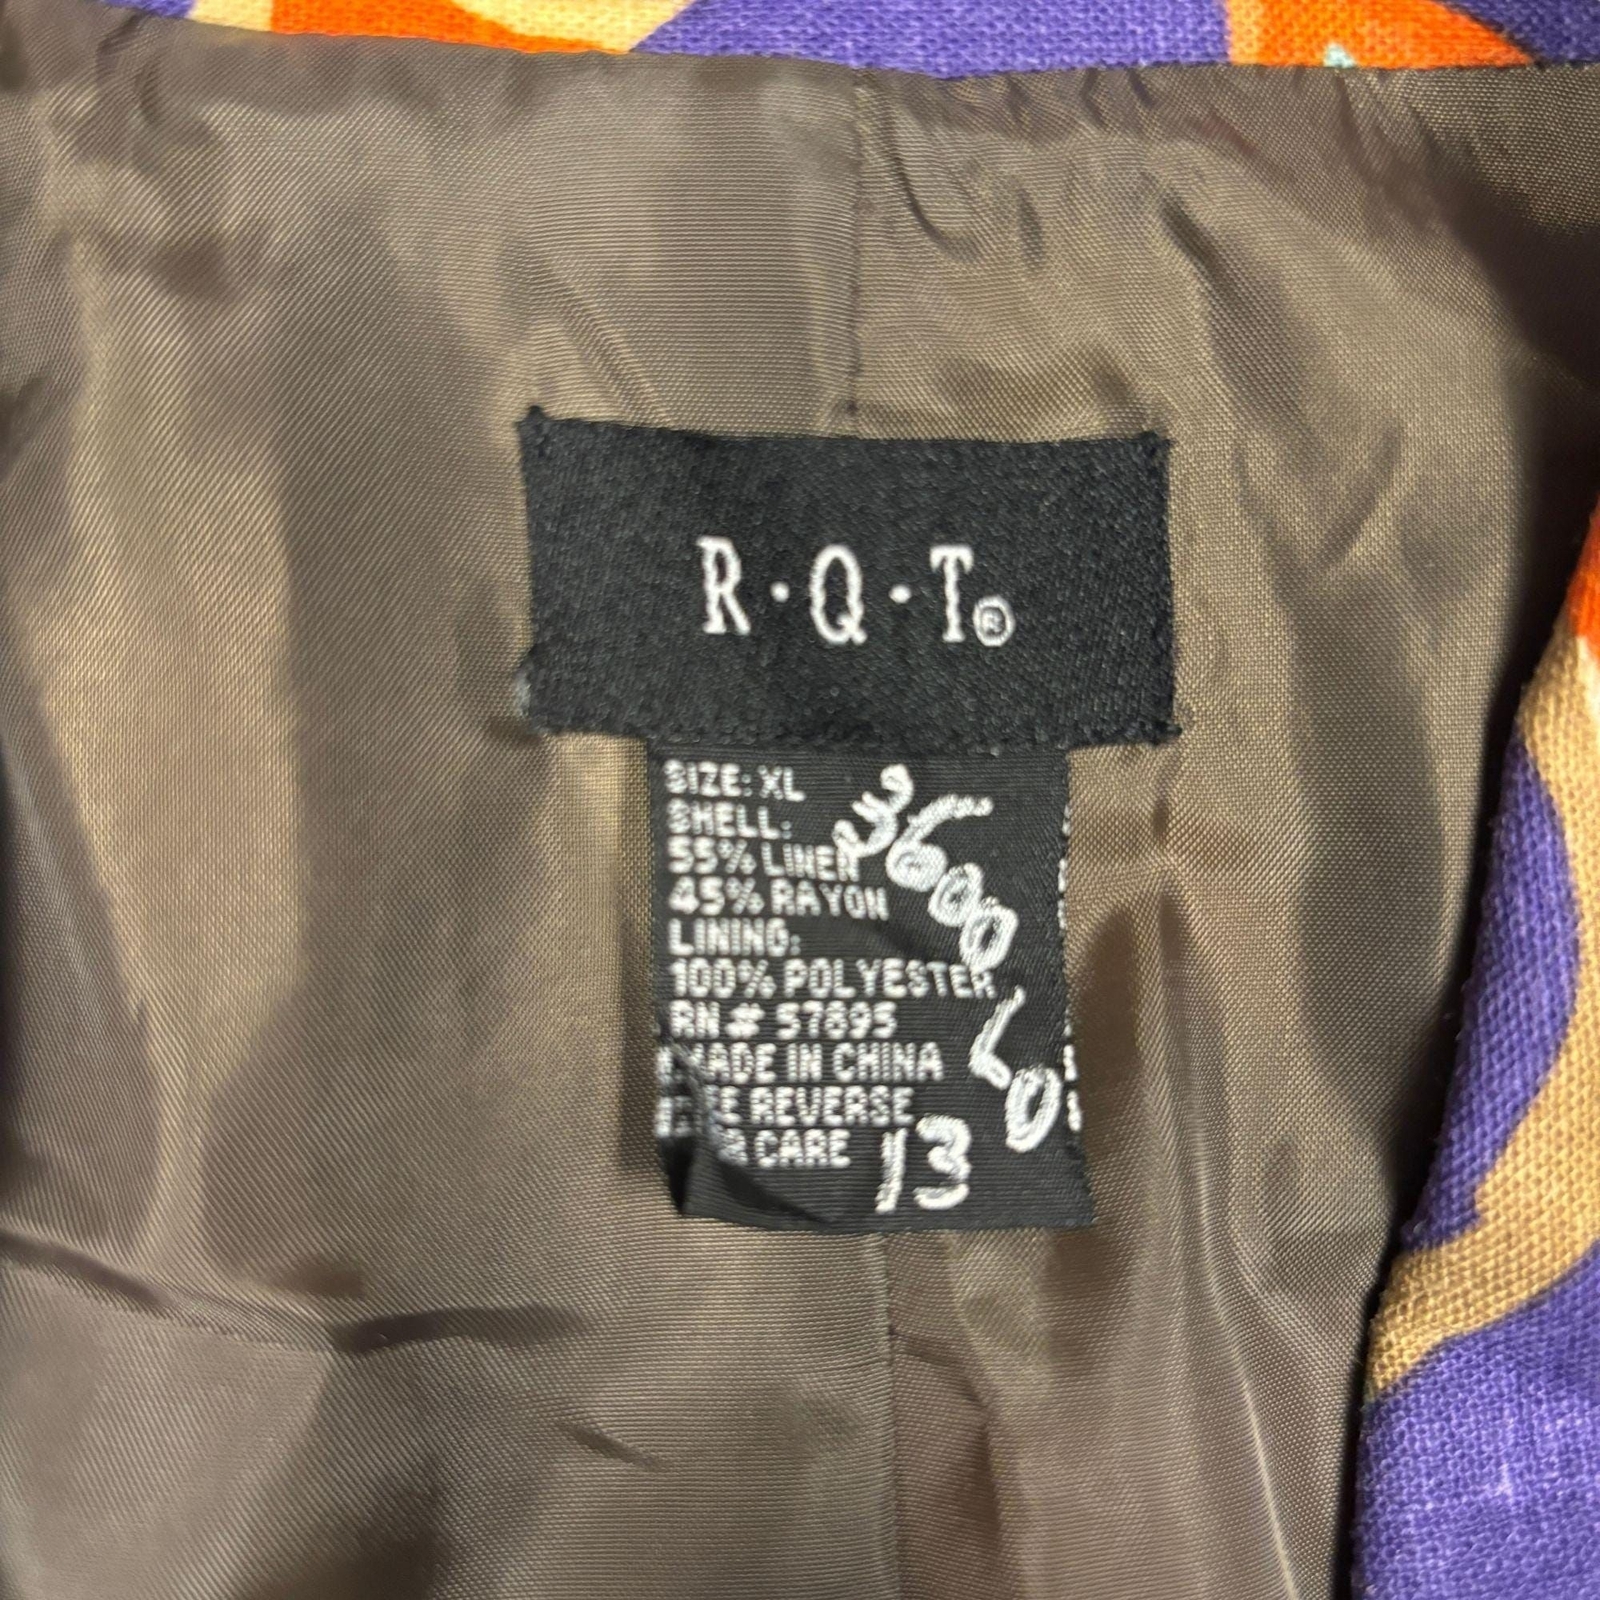 R·Q·T®
SIZE: XL
SHELL:
55% LINEN
45% RAYON
LINING:
100% POLYESTER
RN# 57895
MADE IN CHINA
REVERSE
CARE
3600
LO
13